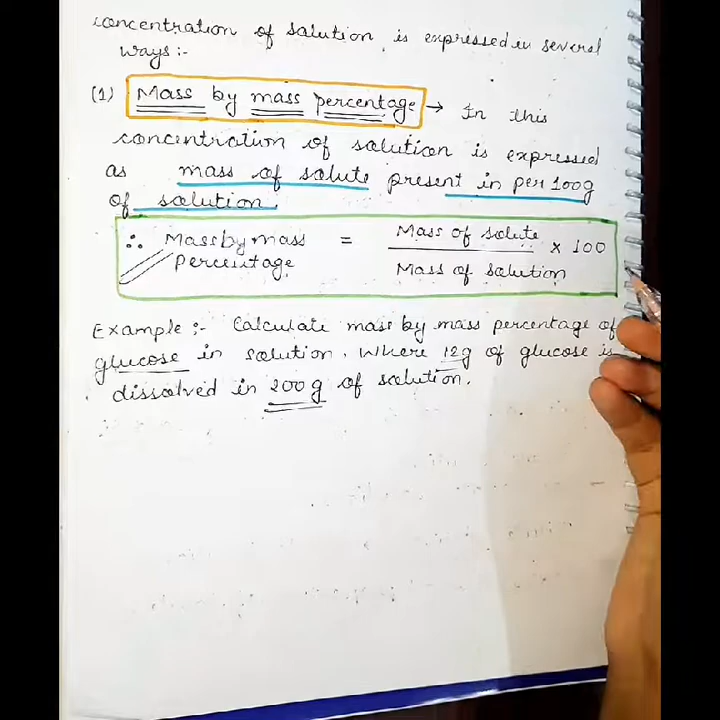 concentration of solution is expressed in several
ways :-
(1) Mass by mass percentage → In this
concentration of solution is expressed
as mass of solute present in per 100g
of solution.
∴ Mass by mass percentage = Mass of solute / Mass of solution × 100
Example :- Calculate mass by mass percentage of
glucose in solution. Where 12g of glucose is
dissolved in 200g of solution.